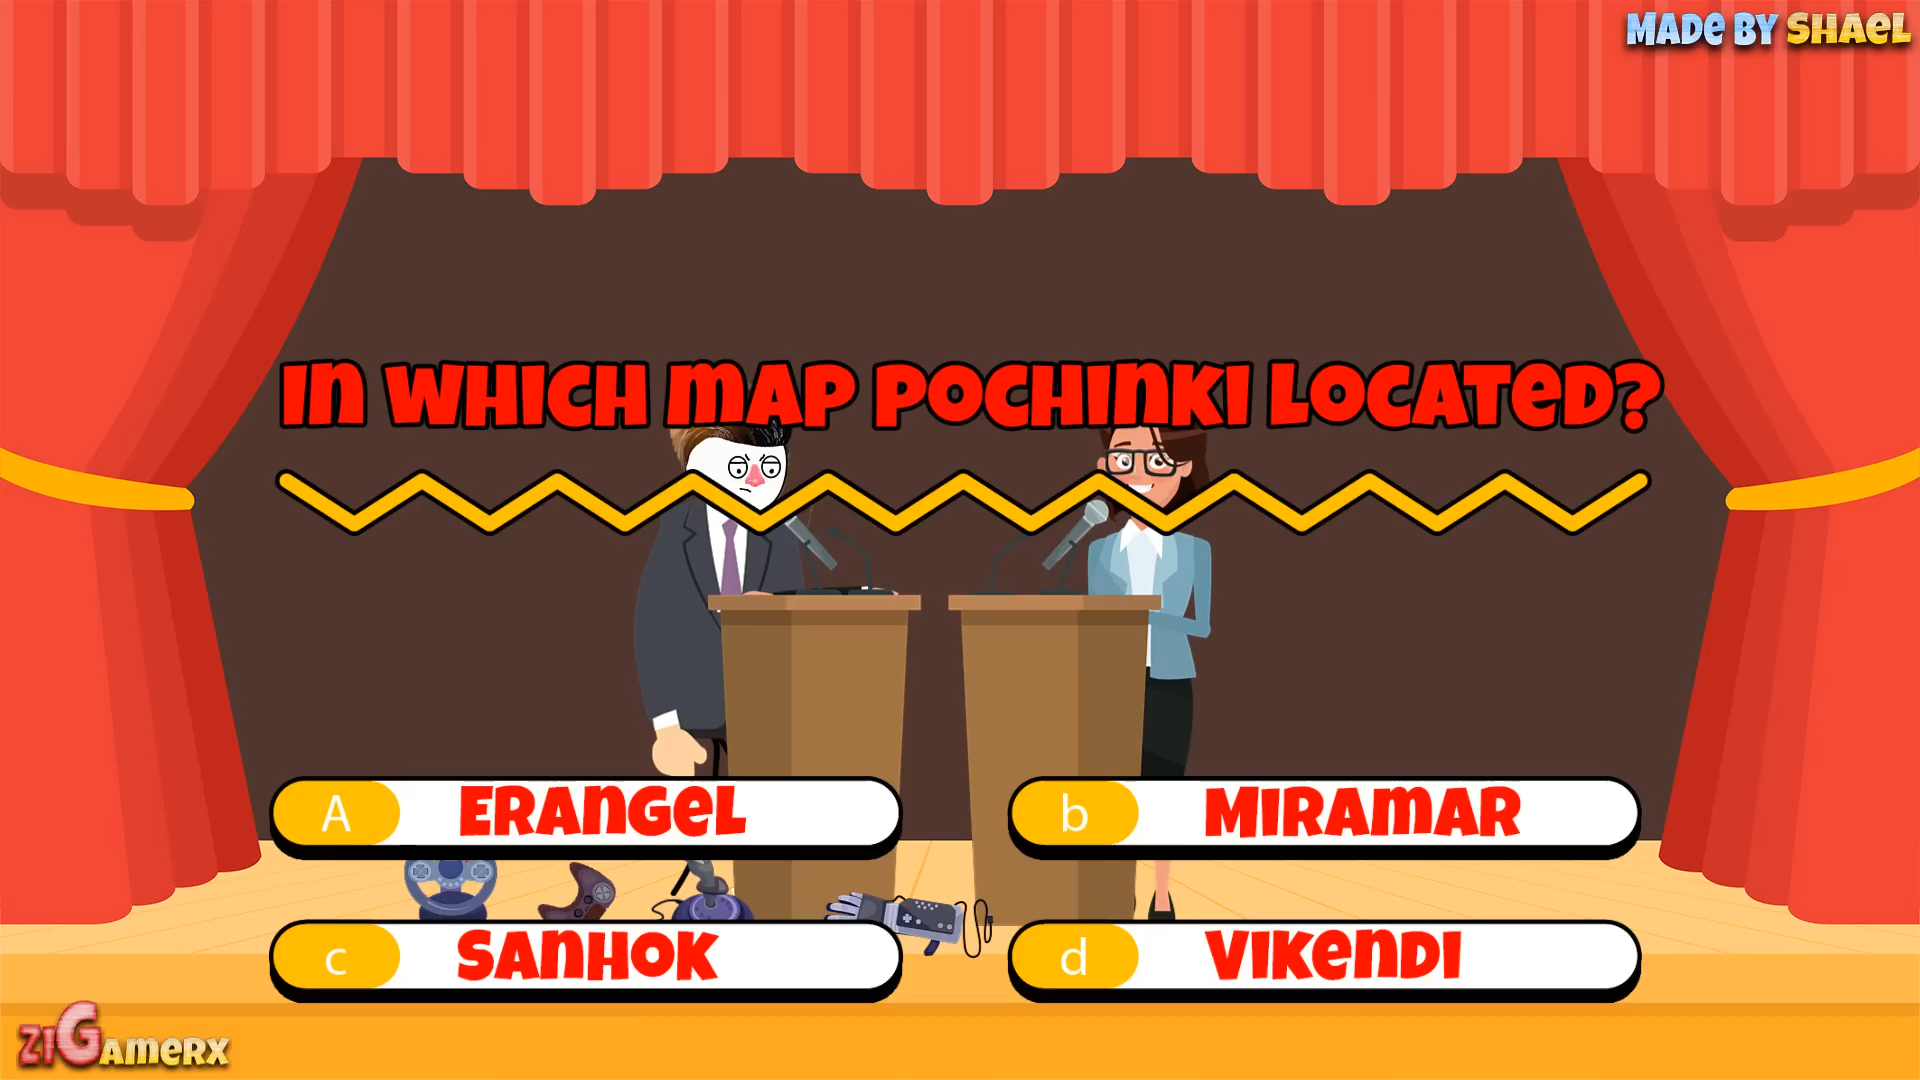 MADE BY SHAEL
IN WHICH MAP POCHINKI LOCATED?
A ERANGEL
b MIRAMAR
c SANHOK
d VIKENDI
ZIGAMERX